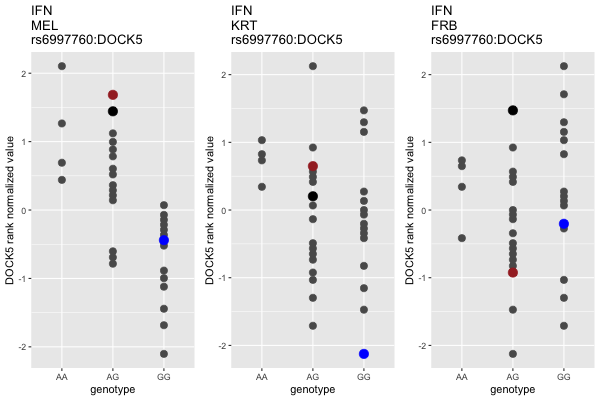 IFN
MEL
rs6997760:DOCK5
DOCK5 rank normalized value
2
1
0
-1
-2
AA
AG
GG
genotype
IFN
KRT
rs6997760:DOCK5
DOCK5 rank normalized value
2
1
0
-1
-2
AA
AG
GG
genotype
IFN
FRB
rs6997760:DOCK5
DOCK5 rank normalized value
2
1
0
-1
-2
AA
AG
GG
genotype